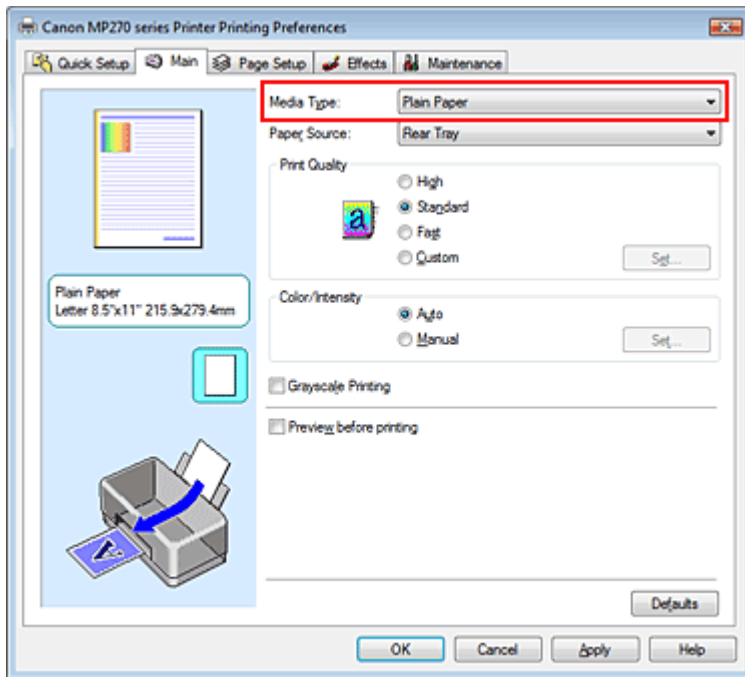 Canon MP270 series Printer Printing Preferences
Quick Setup Main Page Setup Effects Maintenance
Media Type: Plain Paper
Paper Source: Rear Tray
Print Quality
High
a
Standard
Fast
Custom
Set...
Plain Paper
Letter 8.5"x11" 215.9x279.4mm
Color/Intensity
Auto
Manual
Set...
Grayscale Printing
Preview before printing
A
Defaults
OK Cancel Apply Help